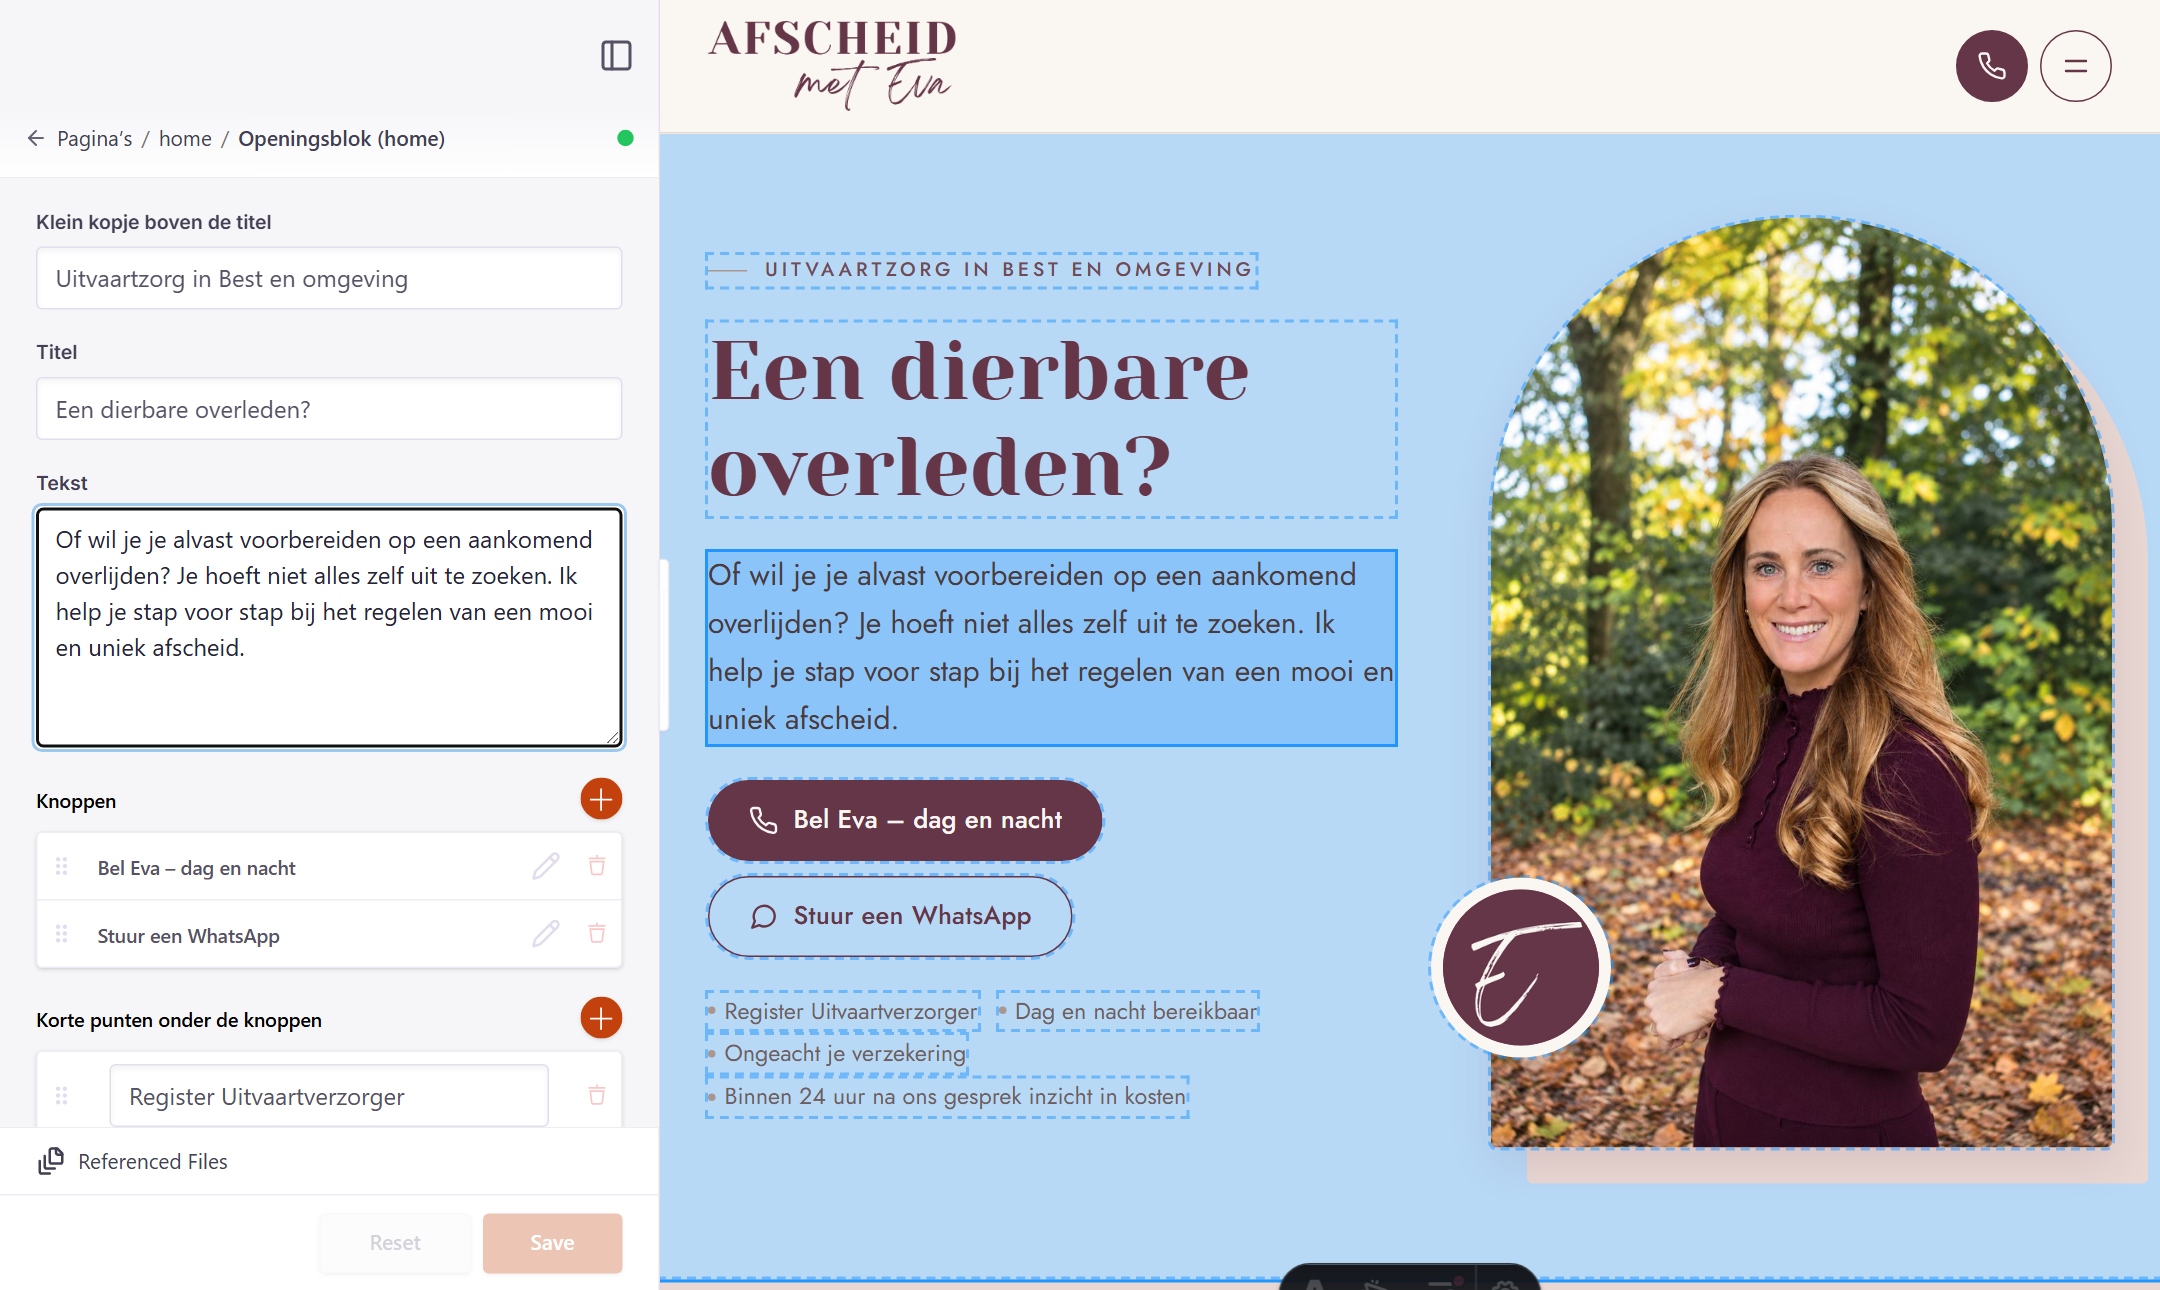 AFSCHEID
met Eva
Pagina's / home / Openingsblok (home)
Klein kopje boven de titel
Uitvaartzorg in Best en omgeving
Titel
Een dierbare overleden?
Tekst
Of wil je je alvast voorbereiden op een aankomend
overlijden? Je hoeft niet alles zelf uit te zoeken. Ik
help je stap voor stap bij het regelen van een mooi
en uniek afscheid.
Knoppen
Bel Eva – dag en nacht
Stuur een WhatsApp
Korte punten onder de knoppen
Register Uitvaartverzorger
Referenced Files
Reset
Save
UITVAARTZORG IN BEST EN OMGEVING
Een dierbare
overleden?
Of wil je je alvast voorbereiden op een aankomend
overlijden? Je hoeft niet alles zelf uit te zoeken. Ik
help je stap voor stap bij het regelen van een mooi en
uniek afscheid.
Bel Eva – dag en nacht
Stuur een WhatsApp
• Register Uitvaartverzorger • Dag en nacht bereikbaar
• Ongeacht je verzekering
• Binnen 24 uur na ons gesprek inzicht in kosten
E